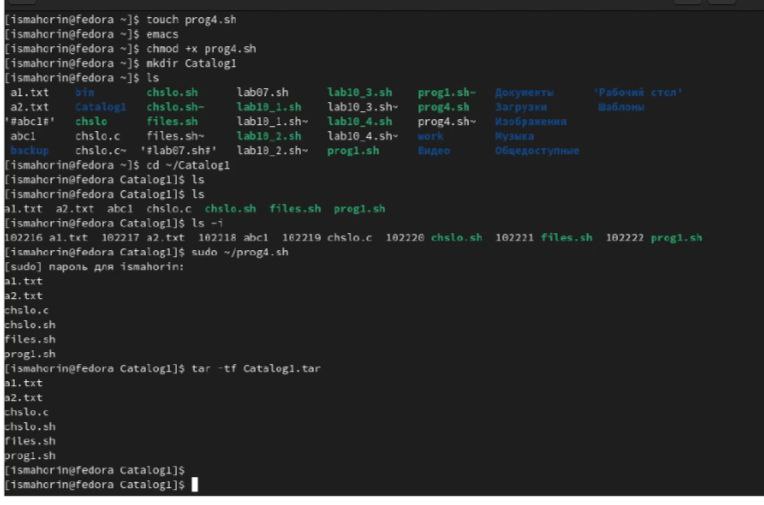 [ismahorin@fedora ~]$ touch prog4.sh
[ismahorin@fedora ~]$ emacs
[ismahorin@fedora ~]$ chmod +x prog4.sh
[ismahorin@fedora ~]$ mkdir Catalog1
[ismahorin@fedora ~]$ ls
a1.txt bin chslo.sh lab07.sh lab10_3.sh prog1.sh~ Документы 'Рабочий стол'
a2.txt Catalog1 chslo.sh~ lab10_1.sh lab10_3.sh~ prog4.sh Загрузки Шаблоны
'#abc1#' chslo files.sh lab10_1.sh~ lab10_4.sh prog4.sh~ Изображения
abc1 chslo.c files.sh~ lab10_2.sh lab10_4.sh~ work Музыка
backup chslo.c~ '#lab07.sh#' lab10_2.sh~ prog1.sh Видео Общедоступные
[ismahorin@fedora ~]$ cd ~/Catalog1
[ismahorin@fedora Catalog1]$ ls
[ismahorin@fedora Catalog1]$ ls
a1.txt a2.txt abc1 chslo.c chslo.sh files.sh prog1.sh
[ismahorin@fedora Catalog1]$ ls -i
102216 a1.txt 102217 a2.txt 102218 abc1 102219 chslo.c 102220 chslo.sh 102221 files.sh 102222 prog1.sh
[ismahorin@fedora Catalog1]$ sudo ~/prog4.sh
[sudo] пароль для ismahorin:
a1.txt
a2.txt
chslo.c
chslo.sh
files.sh
prog1.sh
[ismahorin@fedora Catalog1]$ tar -tf Catalog1.tar
a1.txt
a2.txt
chslo.c
chslo.sh
files.sh
prog1.sh
[ismahorin@fedora Catalog1]$
[ismahorin@fedora Catalog1]$